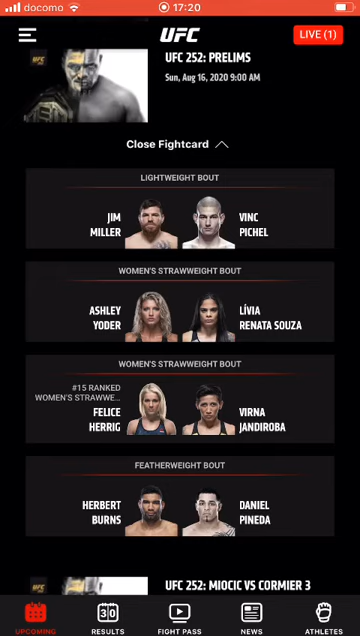 docomo 17:20
UFC LIVE (1)
UFC
UFC 252: PRELIMS
Sun, Aug 16, 2020 9:00 AM
Close Fightcard
LIGHTWEIGHT BOUT
JIM
MILLER
VINC
PICHEL
WOMEN'S STRAWWEIGHT BOUT
ASHLEY
YODER
LÍVIA
RENATA SOUZA
WOMEN'S STRAWWEIGHT BOUT
#15 RANKED
WOMEN'S STRAWWE...
FELICE
HERRIG
VIRNA
JANDIROBA
FEATHERWEIGHT BOUT
HERBERT
BURNS
DANIEL
PINEDA
UFC
UFC 252: MIOCIC VS CORMIER 3
UPCOMING
30
RESULTS
FIGHT PASS
NEWS
ATHLETES